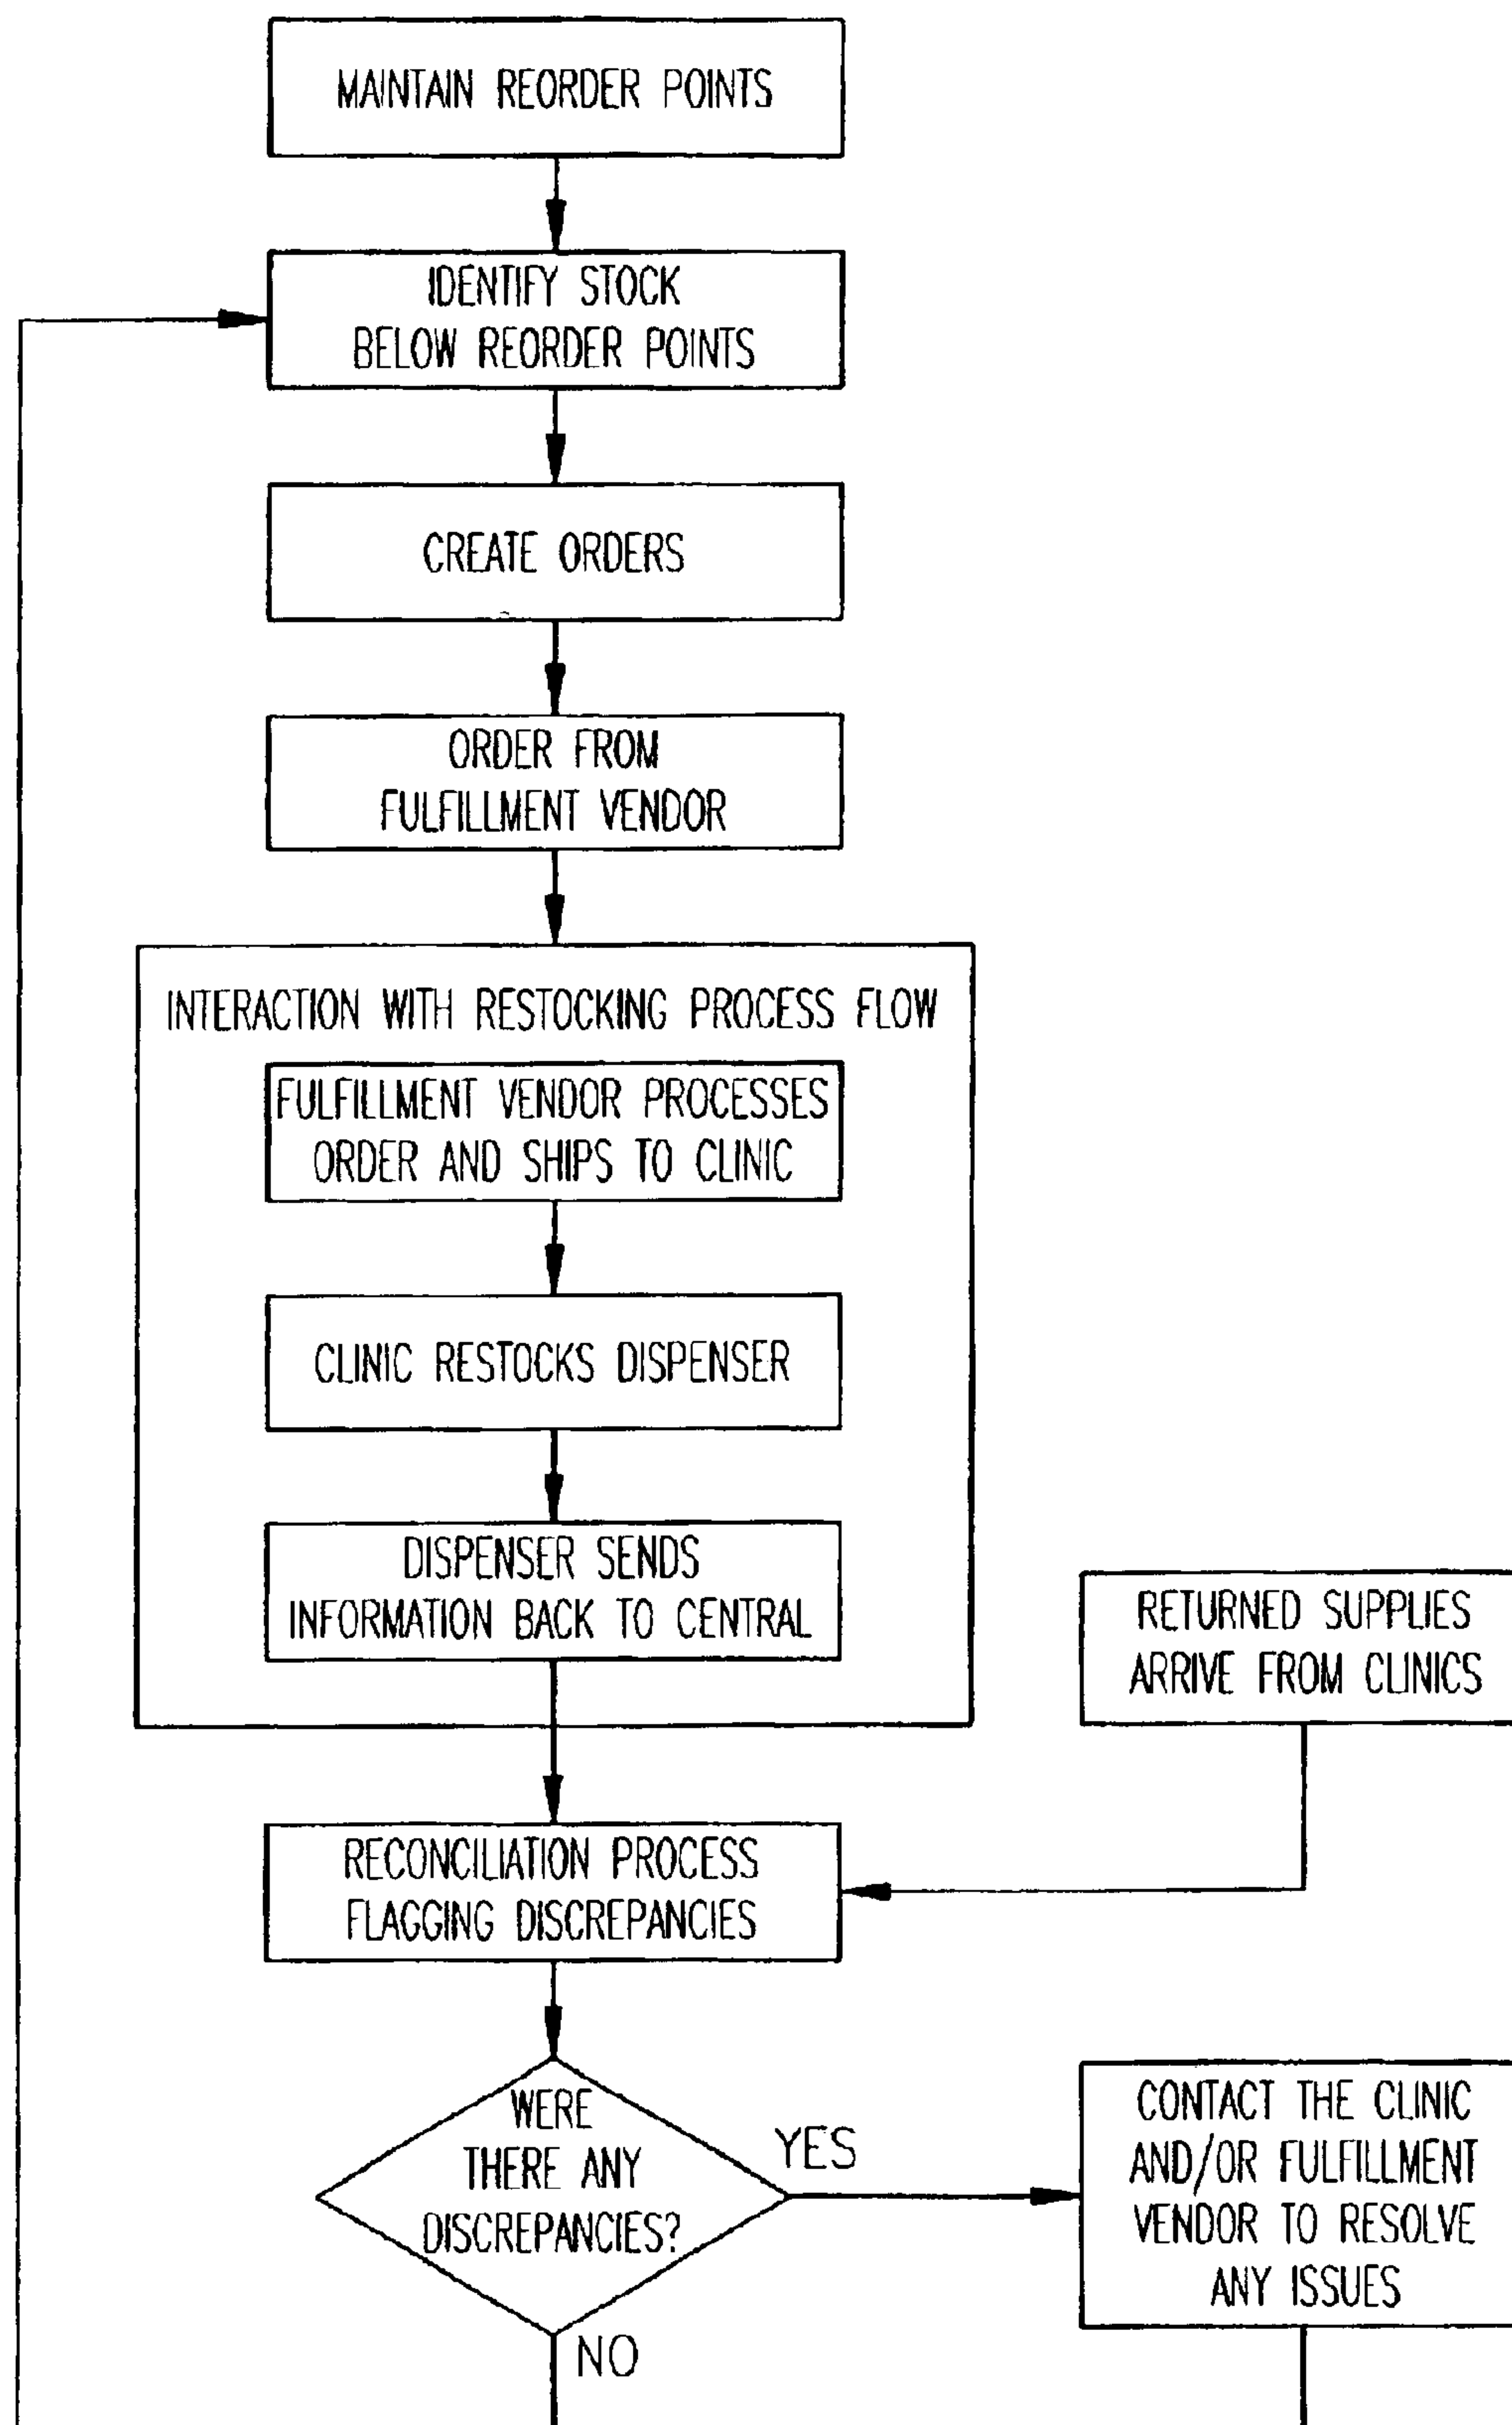 MAINTAIN REORDER POINTS
IDENTIFY STOCK
BELOW REORDER POINTS
CREATE ORDERS
ORDER FROM
FULFILLMENT VENDOR
INTERACTION WITH RESTOCKING PROCESS FLOW
FULFILLMENT VENDOR PROCESSES
ORDER AND SHIPS TO CLINIC
CLINIC RESTOCKS DISPENSER
DISPENSER SENDS
INFORMATION BACK TO CENTRAL
RETURNED SUPPLIES
ARRIVE FROM CLINICS
RECONCILIATION PROCESS
FLAGGING DISCREPANCIES
WERE
THERE ANY
DISCREPANCIES?
YES
CONTACT THE CLINIC
AND/OR FULFILLMENT
VENDOR TO RESOLVE
ANY ISSUES
NO